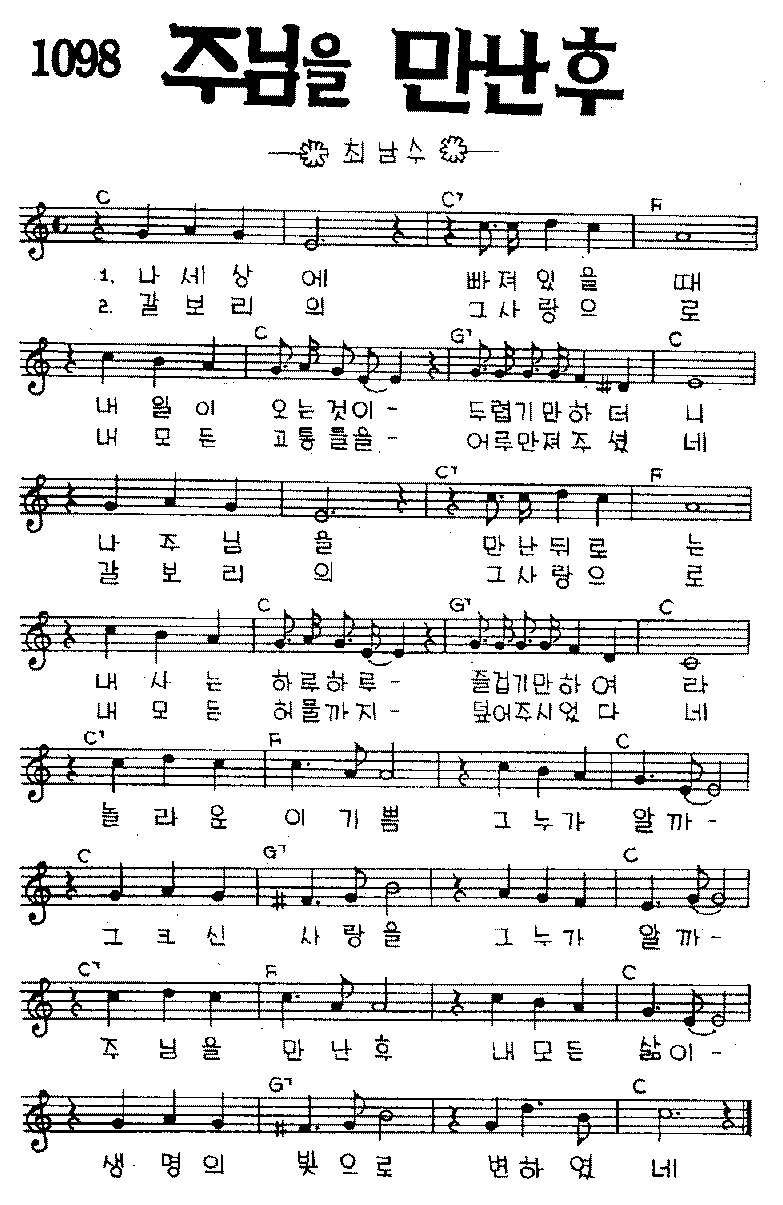 1098 주님을 만난후
최남수
C C7 F
1. 나 세 상 에 빠져 있 을 때
2. 갈 보 리 의 그사 랑 으 로
C G7 C
내 일 이 오는것이- 두렵기만하 더 니
내 모 든 고통들을- 어루만져주 셨 네
C7 F
나 주 님 을 만 난 뒤 로 는
갈 보 리 의 그 사 랑 으 로
C G7 C
내 사 는 하루하루- 즐겁기만하 여 라
내 모 든 허물까지- 덮어주시었 다 네
C7 F C
놀 라 운 이 기 쁨 그 누 가 알 까 -
C G7 C
그 크 신 사 랑 을 그 누 가 알 까 -
C7 F C
주 님 을 만 난 후 내 모 든 삶 이 -
G7 C
생 명 의 빛 으 로 변 하 였 네